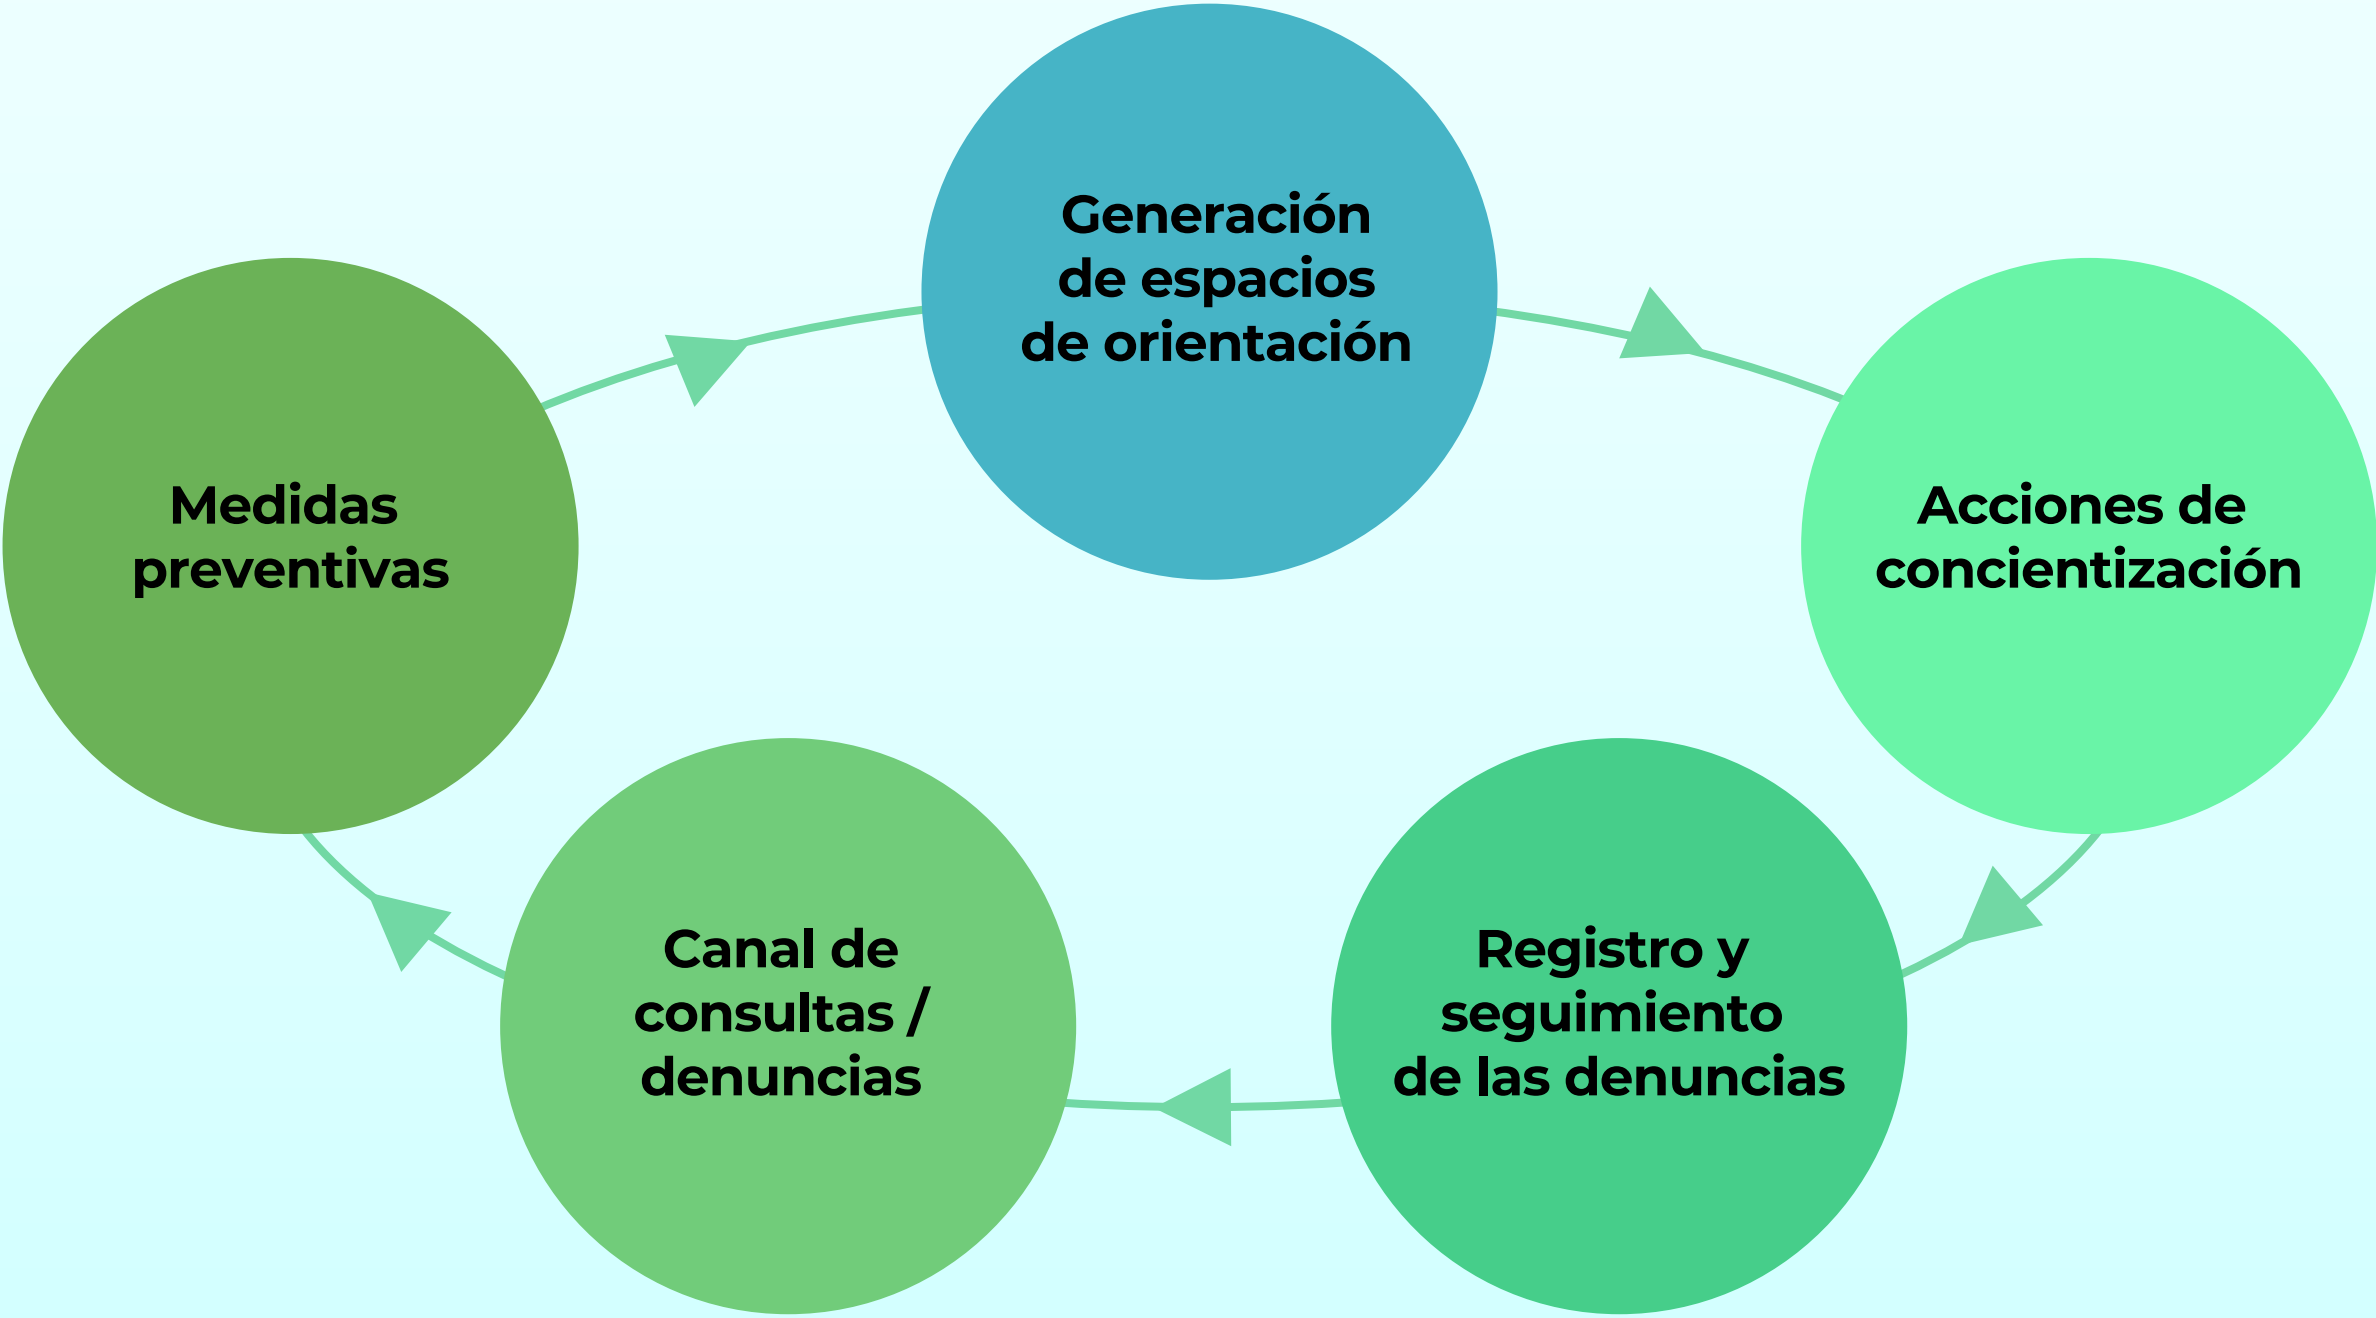 Generación
de espacios
de orientación
Medidas
preventivas
Acciones de
concientización
Canal de
consultas /
denuncias
Registro y
seguimiento
de las denuncias